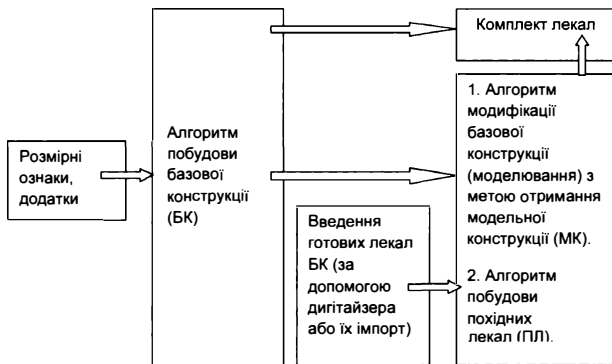 Розмірні
ознаки,
додатки
Алгоритм
побудови
базової
конструкції
(БК)
Введення
готових лекал
БК (за
допомогою
дигітайзера
або їх імпорт)
Комплект лекал
1. Алгоритм
модифікації
базової
конструкції
(моделювання) з
метою отримання
модельної
конструкції (МК).
2. Алгоритм
побудови
похідних
лекал (ПЛ).